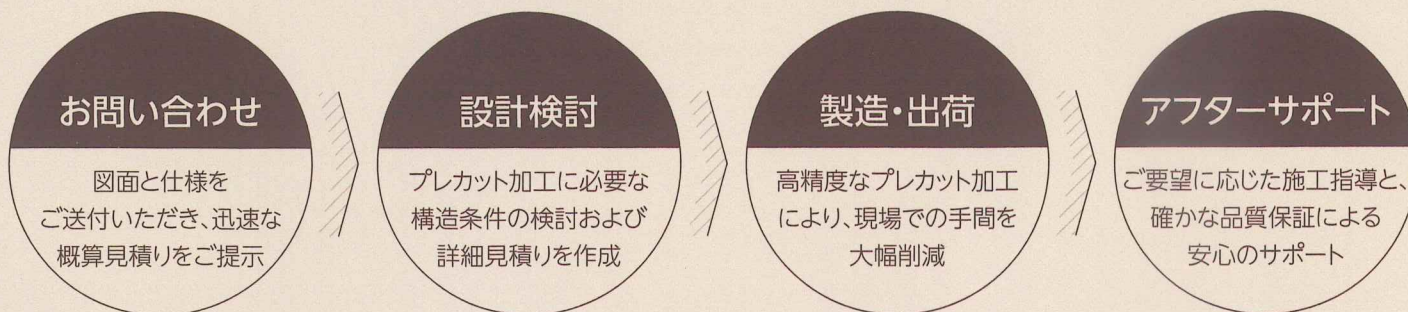 お問い合わせ
図面と仕様を
ご送付いただき、迅速な
概算見積りをご提示
設計検討
プレカット加工に必要な
構造条件の検討および
詳細見積りを作成
製造・出荷
高精度なプレカット加工
により、現場での手間を
大幅削減
アフターサポート
ご要望に応じた施工指導と、
確かな品質保証による
安心のサポート